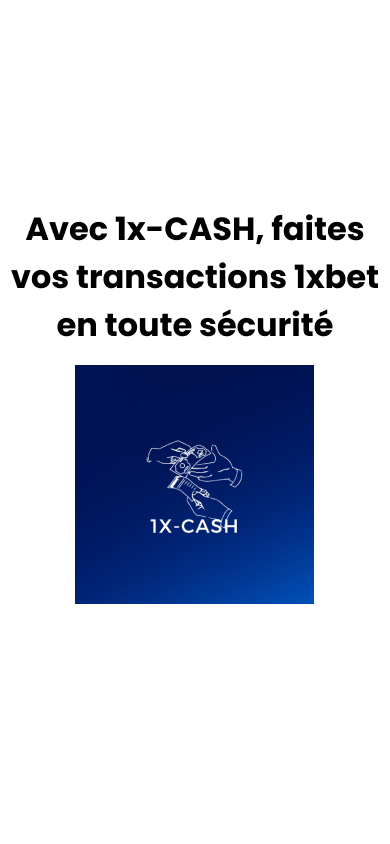 Avec 1x-CASH, faites
vos transactions 1xbet
en toute sécurité
1X-CASH